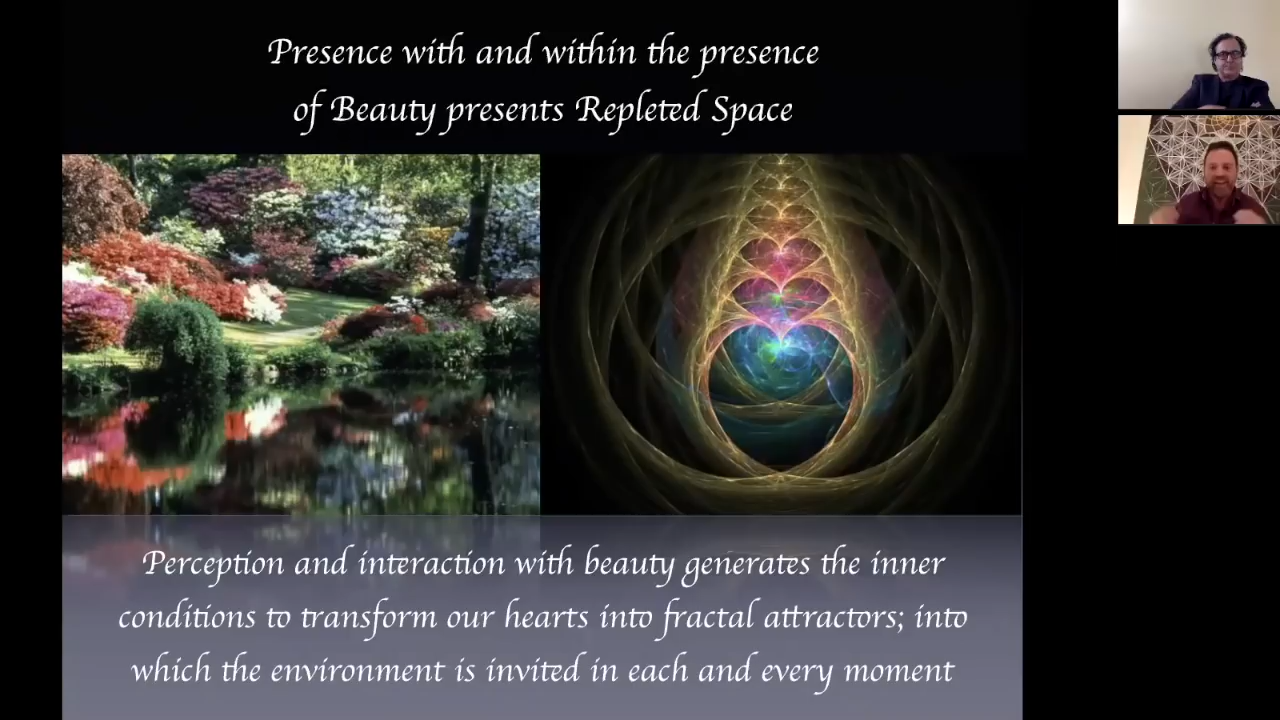 Presence with and within the presence
of Beauty presents Repleted Space
Perception and interaction with beauty generates the inner
conditions to transform our hearts into fractal attractors; into
which the environment is invited in each and every moment